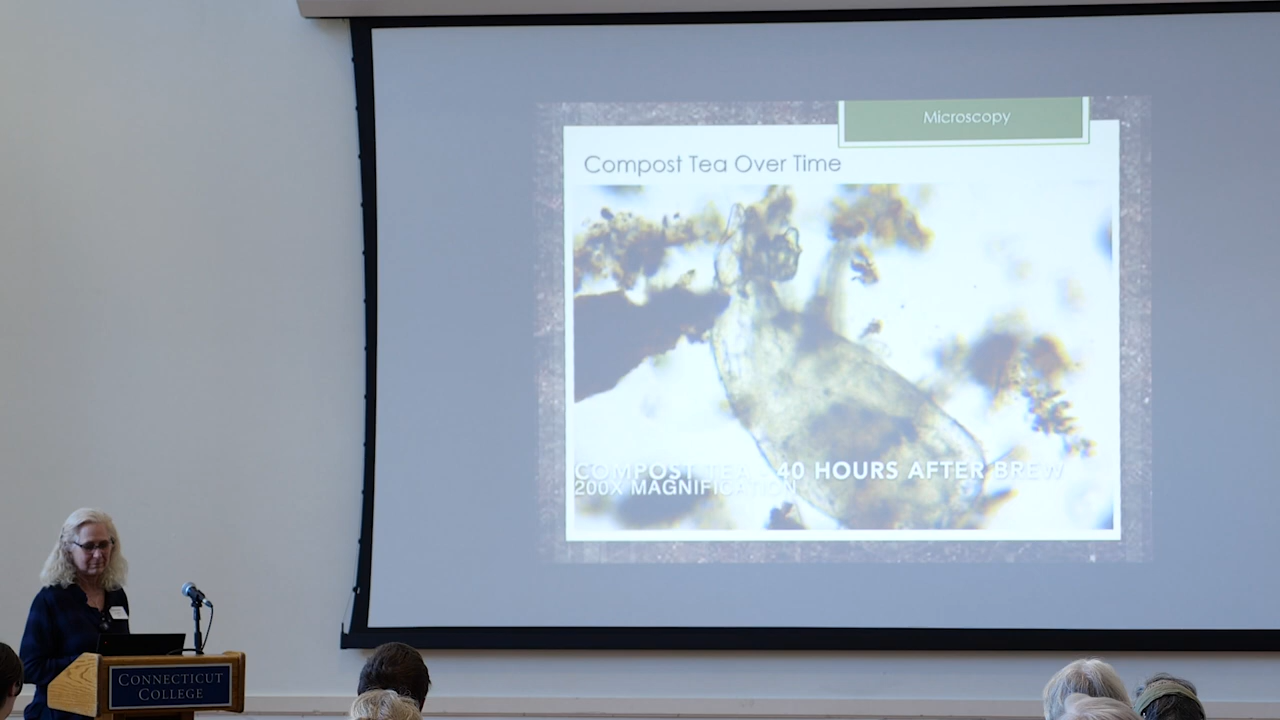 Microscopy
Compost Tea Over Time
COMPOST TEA - 40 HOURS AFTER BREW
200X MAGNIFICATION
CONNECTICUT
COLLEGE